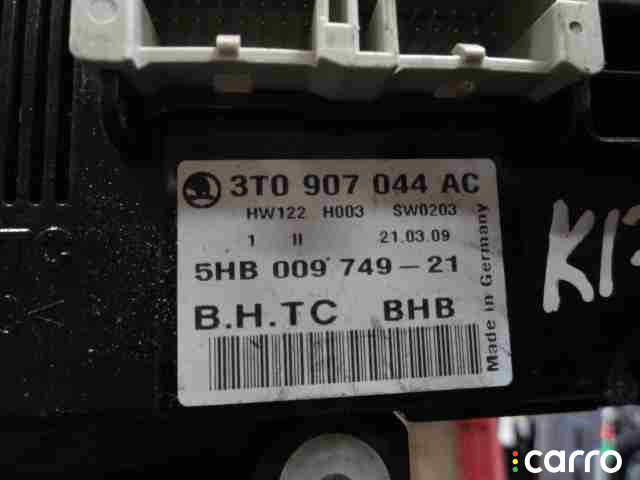 3T0 907 044 AC
HW122 H003 SW0203
1 II 21.03.09
5HB 009 749-21
B.H.TC BHB
Made in Germany
carro